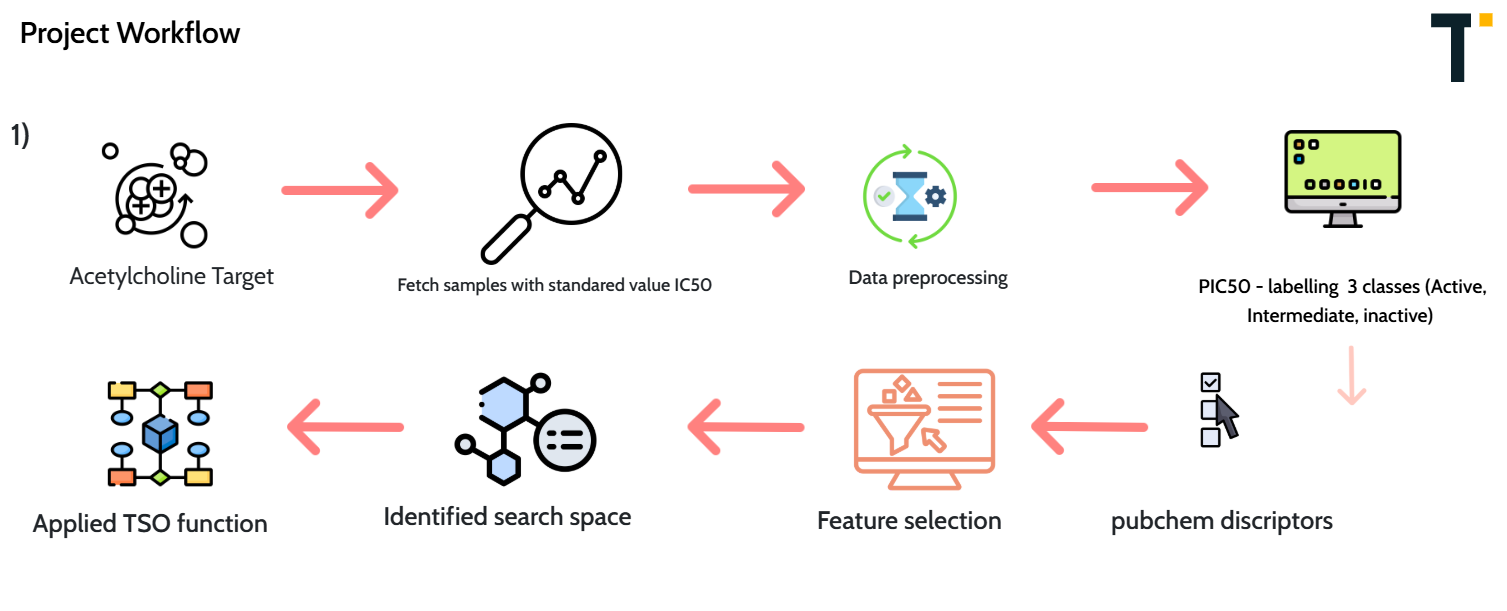 Project Workflow
1)
Acetylcholine Target
Fetch samples with standared value IC50
Data preprocessing
PIC50 - labelling 3 classes (Active,
Intermediate, inactive)
Applied TSO function
Identified search space
Feature selection
pubchem discriptors